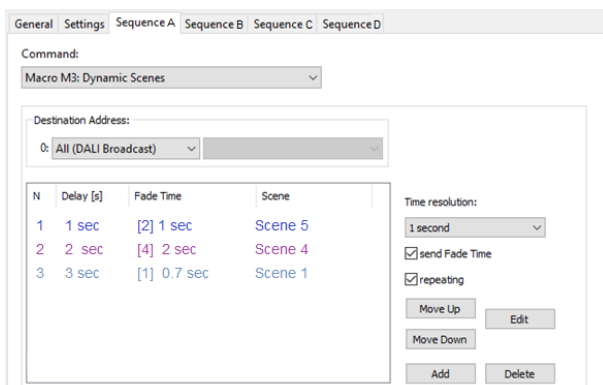 General Settings Sequence A Sequence B Sequence C Sequence D
Command:
Macro M3: Dynamic Scenes
Destination Address:
0: All (DALI Broadcast)
N Delay [s] Fade Time Scene
1 1 sec [2] 1 sec Scene 5
2 2 sec [4] 2 sec Scene 4
3 3 sec [1] 0.7 sec Scene 1
Time resolution:
1 second
send Fade Time
repeating
Move Up
Edit
Move Down
Add Delete